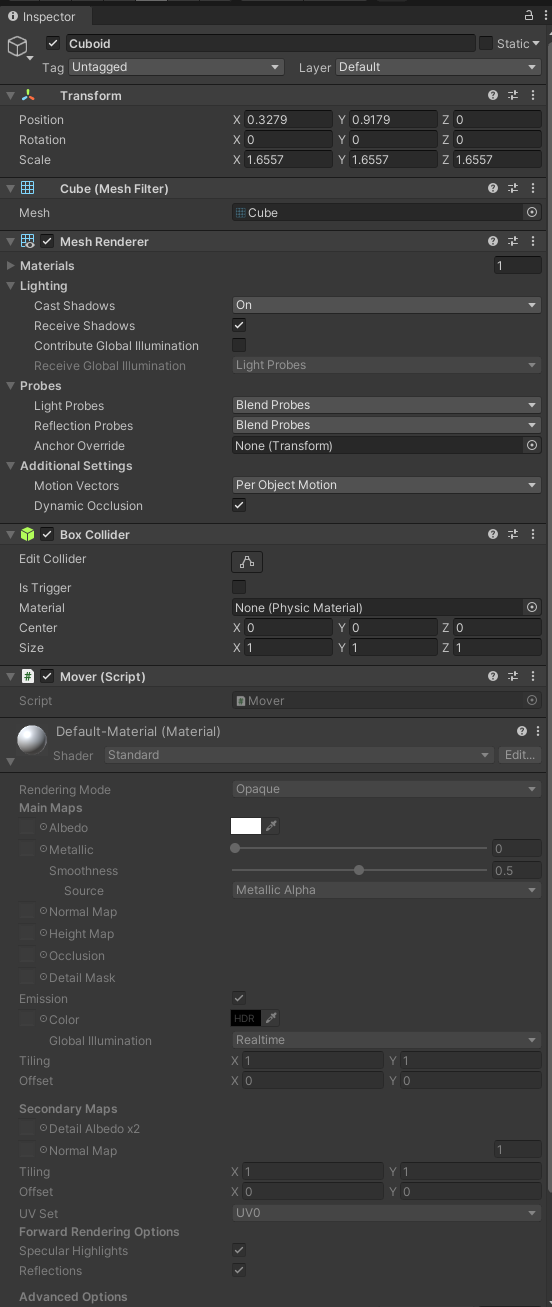 Inspector
Cuboid Static
Tag Untagged Layer Default
Transform
Position X 0.3279 Y 0.9179 Z 0
Rotation X 0 Y 0 Z 0
Scale X 1.6557 Y 1.6557 Z 1.6557
Cube (Mesh Filter)
Mesh Cube
Mesh Renderer
Materials 1
Lighting
Cast Shadows On
Receive Shadows
Contribute Global Illumination
Receive Global Illumination Light Probes
Probes
Light Probes Blend Probes
Reflection Probes Blend Probes
Anchor Override None (Transform)
Additional Settings
Motion Vectors Per Object Motion
Dynamic Occlusion
Box Collider
Edit Collider
Is Trigger
Material None (Physic Material)
Center X 0 Y 0 Z 0
Size X 1 Y 1 Z 1
# Mover (Script)
Script Mover
Default-Material (Material)
Shader Standard Edit...
Rendering Mode Opaque
Main Maps
Albedo
Metallic 0
Smoothness 0.5
Source Metallic Alpha
Normal Map
Height Map
Occlusion
Detail Mask
Emission
Color HDR
Global Illumination Realtime
Tiling X 1 Y 1
Offset X 0 Y 0
Secondary Maps
Detail Albedo x2
Normal Map 1
Tiling X 1 Y 1
Offset X 0 Y 0
UV Set UV0
Forward Rendering Options
Specular Highlights
Reflections
Advanced Options